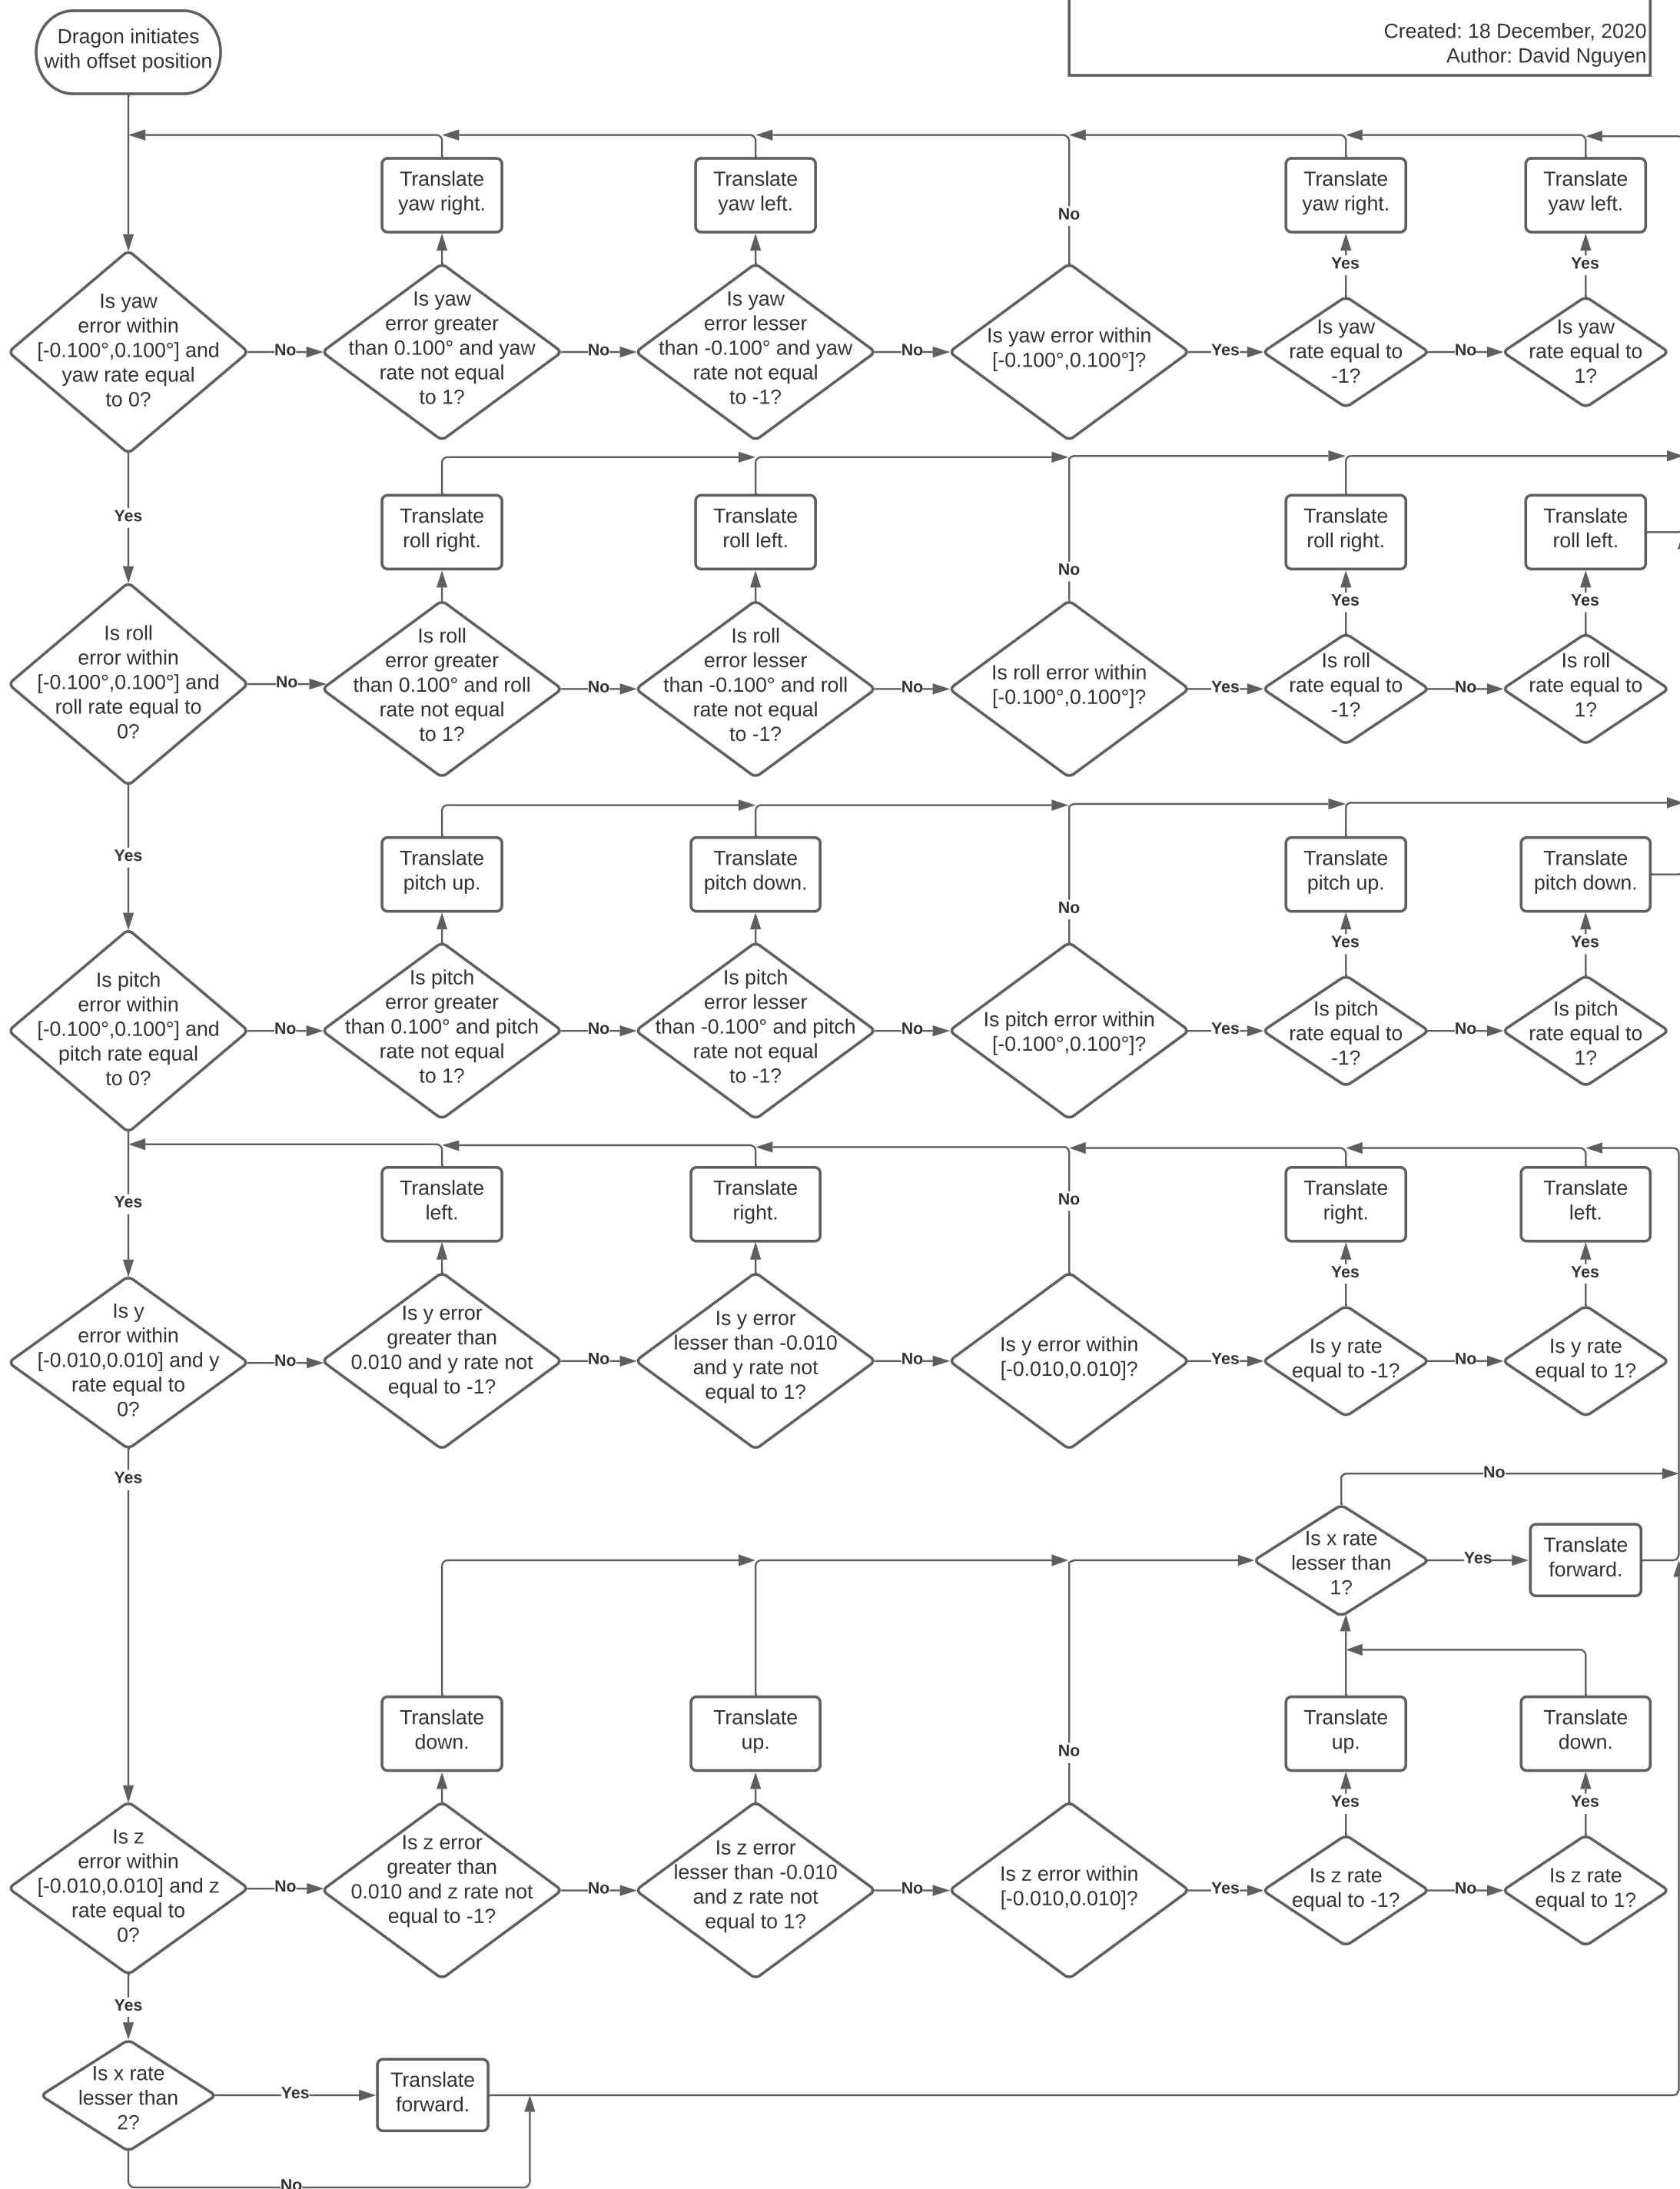 Dragon initiates
with offset position
Created: 18 December, 2020
Author: David Nguyen
Translate
yaw right.
Translate
yaw left.
No
Translate
yaw right.
Translate
yaw left.
Yes
Yes
Is yaw
error within
[-0.100°,0.100°] and
yaw rate equal
to 0?
No
Is yaw
error greater
than 0.100° and yaw
rate not equal
to 1?
No
Is yaw
error lesser
than -0.100° and yaw
rate not equal
to -1?
No
Is yaw error within
[-0.100°,0.100°]?
Yes
Is yaw
rate equal to
-1?
No
Is yaw
rate equal to
1?
Yes
Translate
roll right.
Translate
roll left.
No
Translate
roll right.
Translate
roll left.
Yes
Yes
Is roll
error within
[-0.100°,0.100°] and
roll rate equal to
0?
No
Is roll
error greater
than 0.100° and roll
rate not equal
to 1?
No
Is roll
error lesser
than -0.100° and roll
rate not equal
to -1?
No
Is roll error within
[-0.100°,0.100°]?
Yes
Is roll
rate equal to
-1?
No
Is roll
rate equal to
1?
Yes
Translate
pitch up.
Translate
pitch down.
No
Translate
pitch up.
Translate
pitch down.
Yes
Yes
Is pitch
error within
[-0.100°,0.100°] and
pitch rate equal
to 0?
No
Is pitch
error greater
than 0.100° and pitch
rate not equal
to 1?
No
Is pitch
error lesser
than -0.100° and pitch
rate not equal
to -1?
No
Is pitch error within
[-0.100°,0.100°]?
Yes
Is pitch
rate equal to
-1?
No
Is pitch
rate equal to
1?
Yes
Translate
left.
Translate
right.
No
Translate
right.
Translate
left.
Yes
Yes
Is y
error within
[-0.010,0.010] and y
rate equal to
0?
No
Is y error
greater than
0.010 and y rate not
equal to -1?
No
Is y error
lesser than -0.010
and y rate not
equal to 1?
No
Is y error within
[-0.010,0.010]?
Yes
Is y rate
equal to -1?
No
Is y rate
equal to 1?
Yes
No
Is x rate
lesser than
1?
Yes
Translate
forward.
Translate
down.
Translate
up.
No
Translate
up.
Translate
down.
Yes
Yes
Is z
error within
[-0.010,0.010] and z
rate equal to
0?
No
Is z error
greater than
0.010 and z rate not
equal to -1?
No
Is z error
lesser than -0.010
and z rate not
equal to 1?
No
Is z error within
[-0.010,0.010]?
Yes
Is z rate
equal to -1?
No
Is z rate
equal to 1?
Yes
Is x rate
lesser than
2?
Yes
Translate
forward.
No